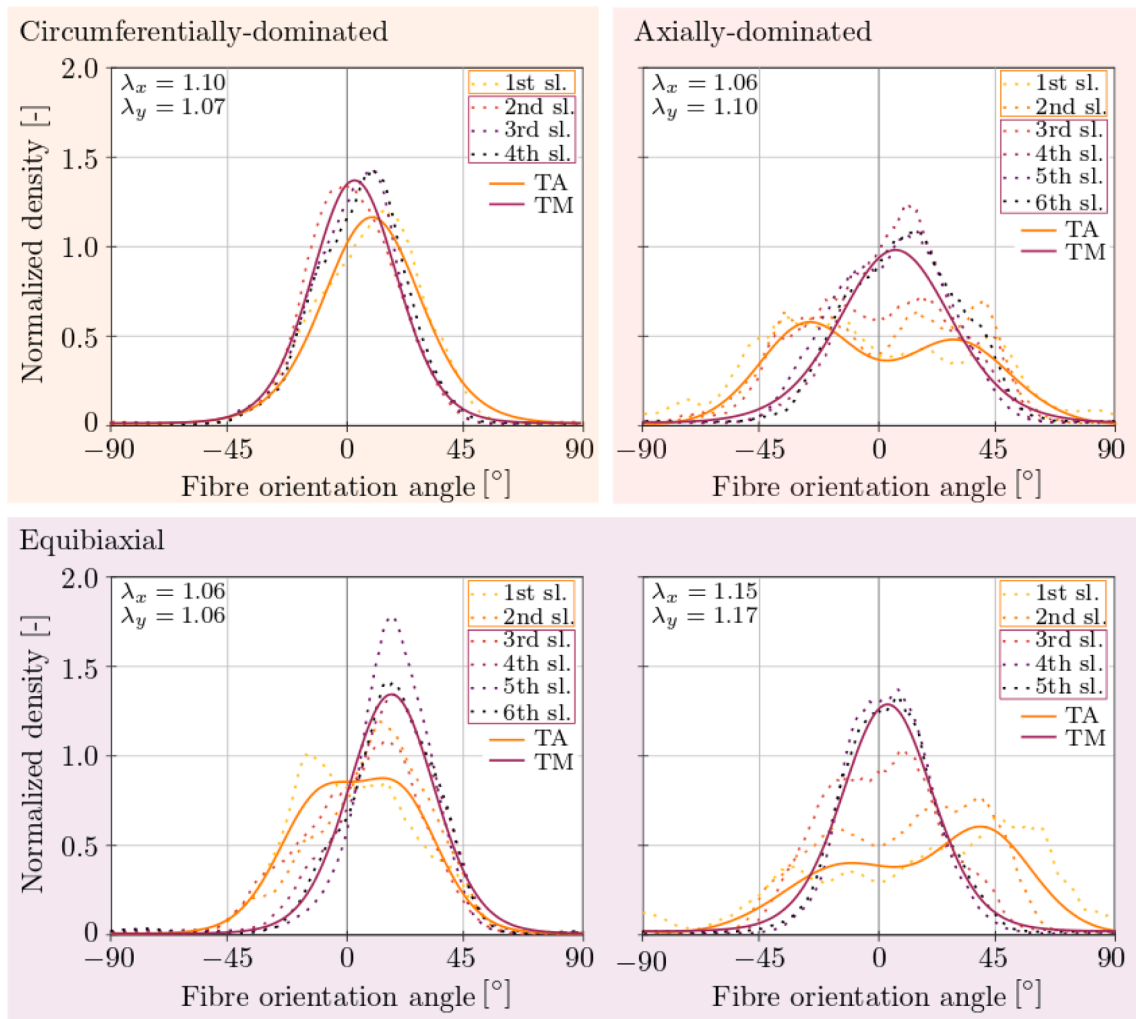 Circumferentially-dominated
λx = 1.10
λy = 1.07
1st sl.
2nd sl.
3rd sl.
4th sl.
TA
TM
2.0
1.5
1.0
0.5
0
Normalized density [-]
−90
−45
0
45
90
Fibre orientation angle [°]
Axially-dominated
λx = 1.06
λy = 1.10
1st sl.
2nd sl.
3rd sl.
4th sl.
5th sl.
6th sl.
TA
TM
−90
−45
0
45
90
Fibre orientation angle [°]
Equibiaxial
λx = 1.06
λy = 1.06
1st sl.
2nd sl.
3rd sl.
4th sl.
5th sl.
6th sl.
TA
TM
2.0
1.5
1.0
0.5
0
Normalized density [-]
−90
−45
0
45
90
Fibre orientation angle [°]
λx = 1.15
λy = 1.17
1st sl.
2nd sl.
3rd sl.
4th sl.
5th sl.
TA
TM
−90
−45
0
45
90
Fibre orientation angle [°]